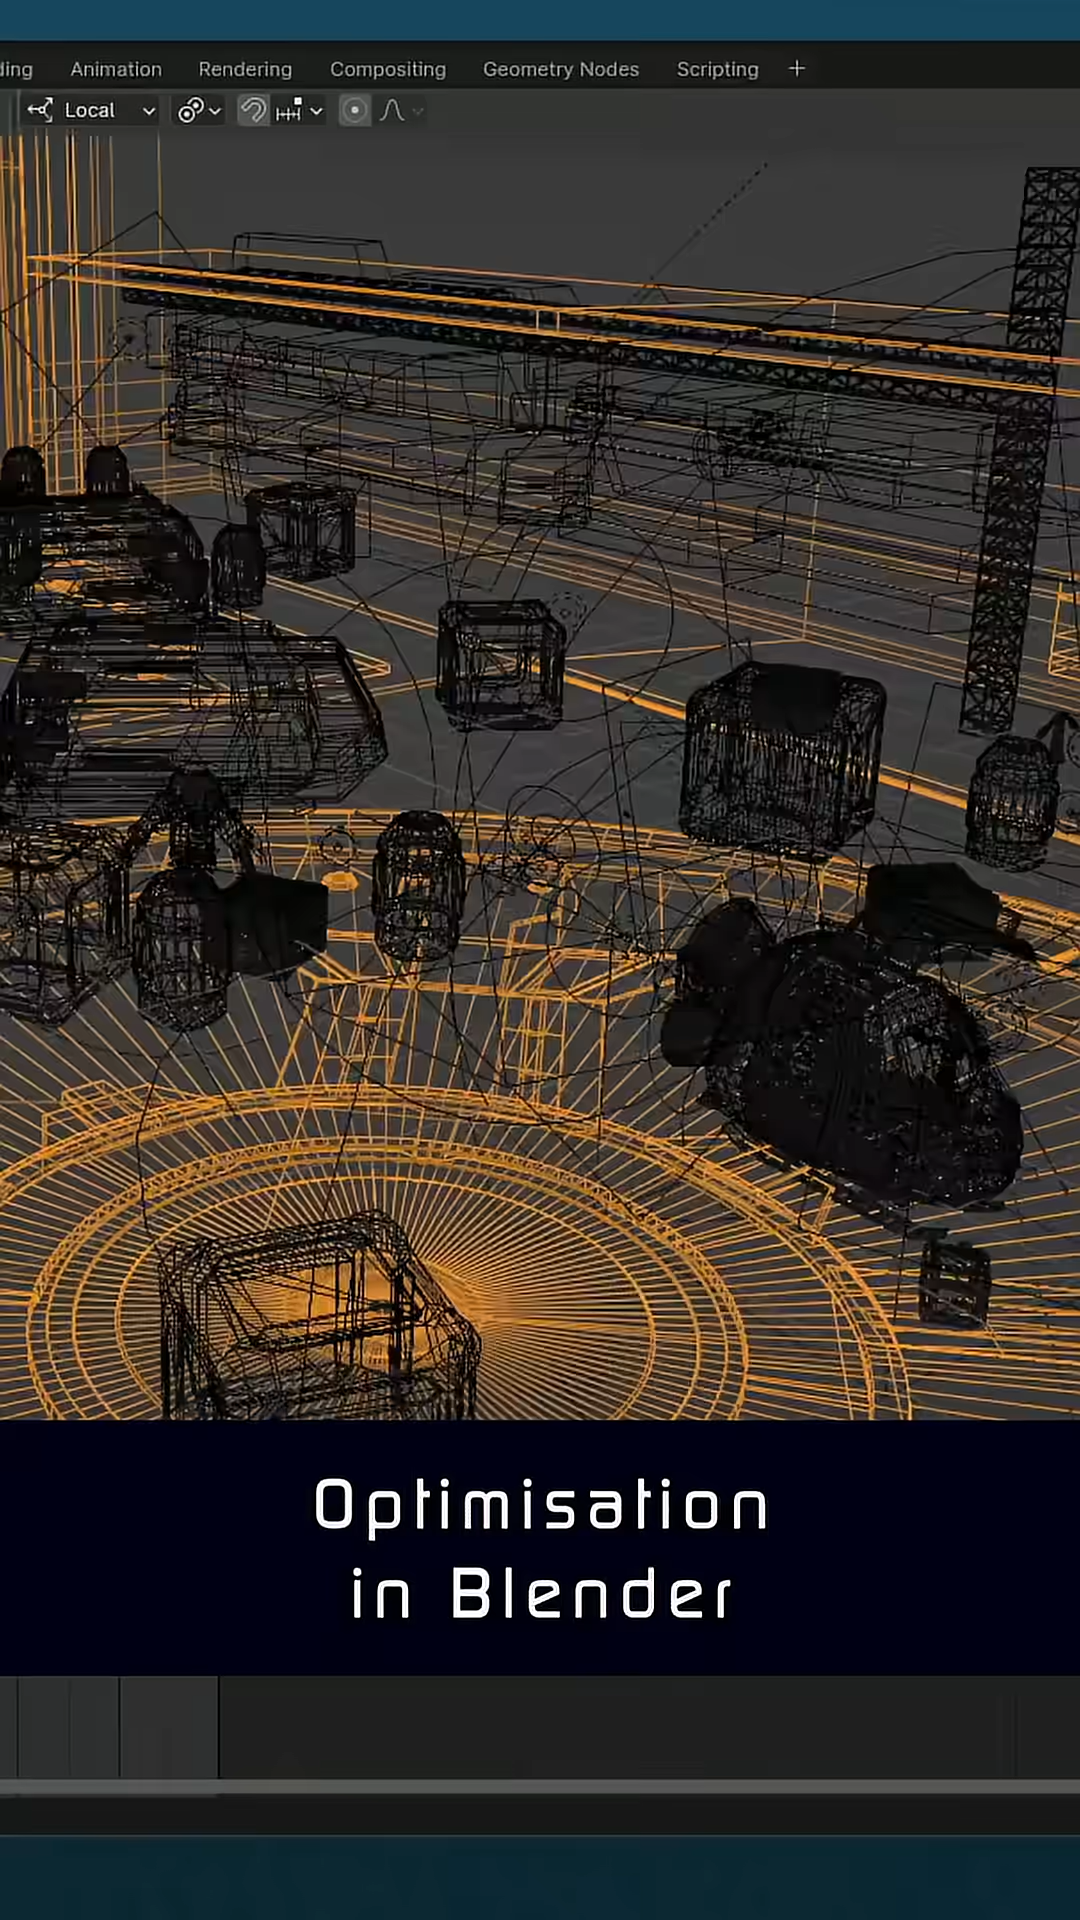 ding Animation Rendering Compositing Geometry Nodes Scripting +
Local
Optimisation
in Blender